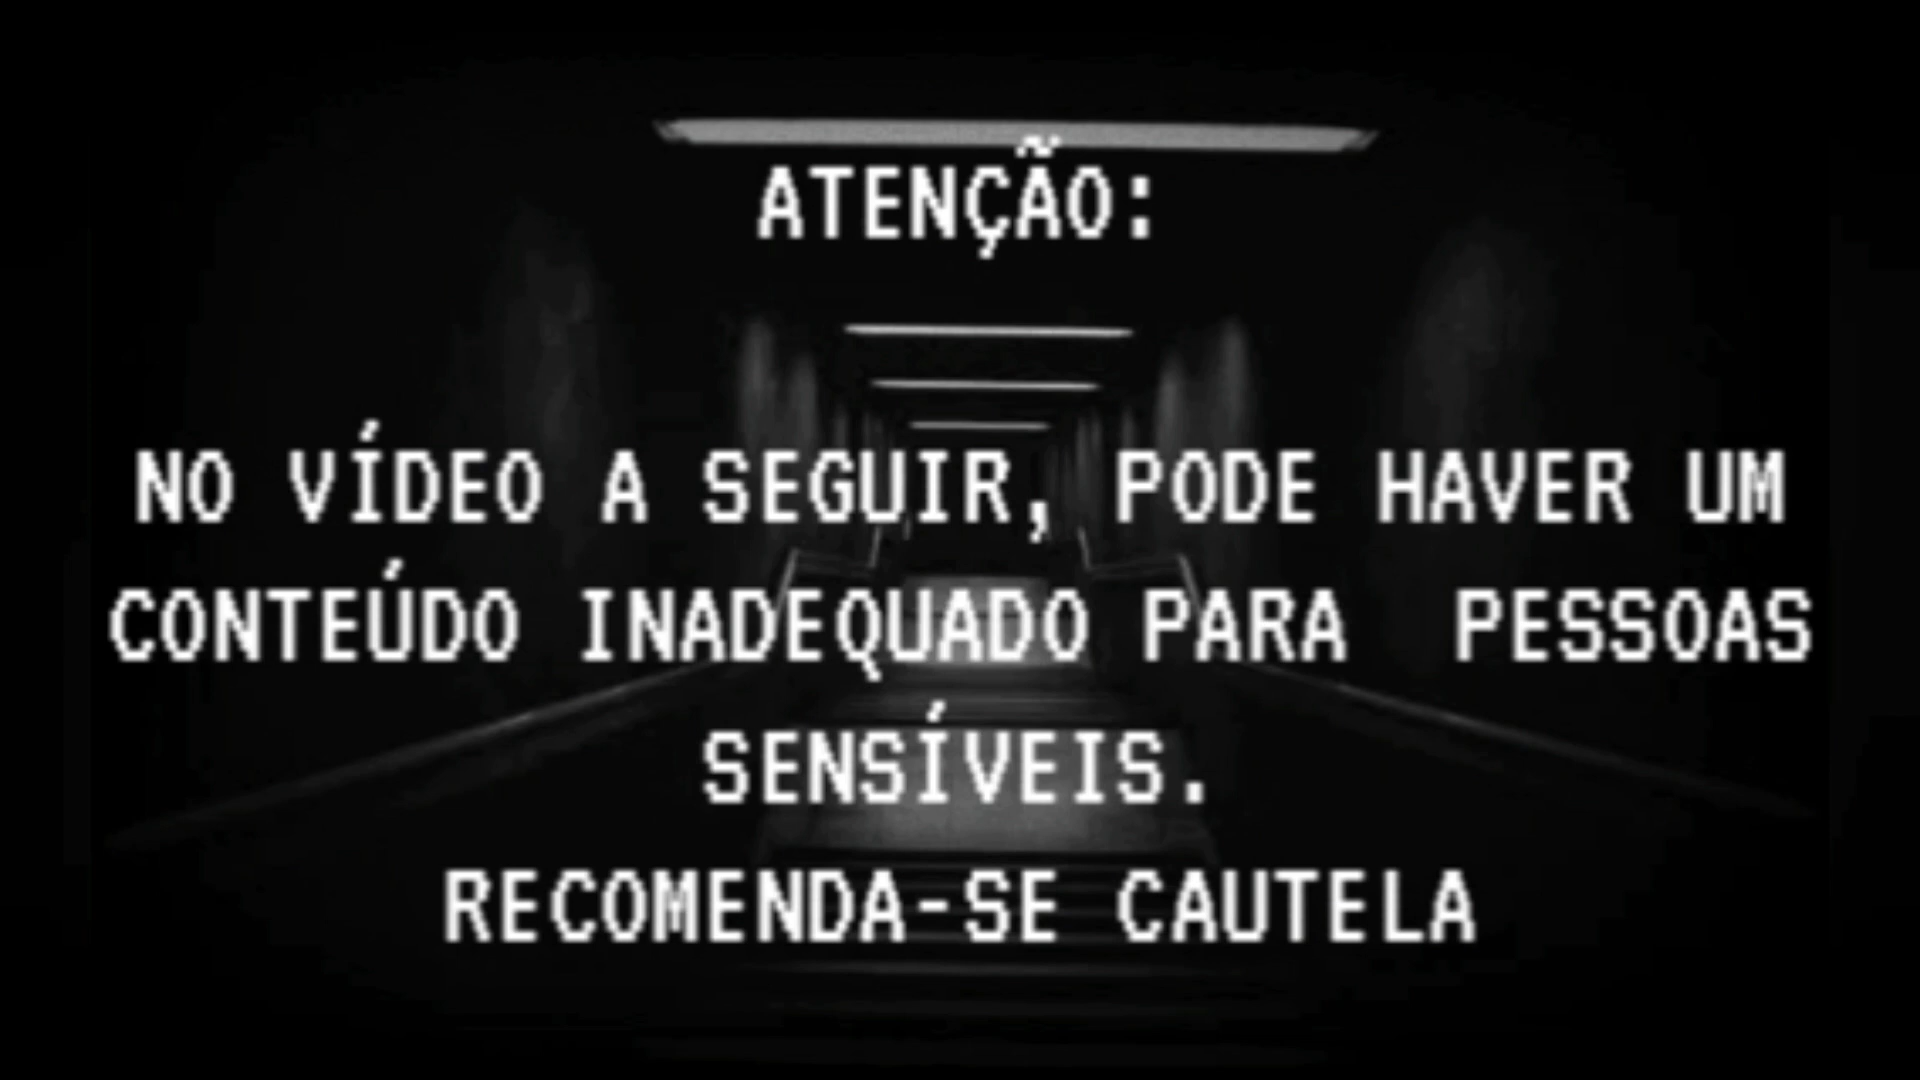 ATENÇÃO:
NO VÍDEO A SEGUIR, PODE HAVER UM
CONTEÚDO INADEQUADO PARA  PESSOAS
SENSÍVEIS.
RECOMENDA-SE CAUTELA